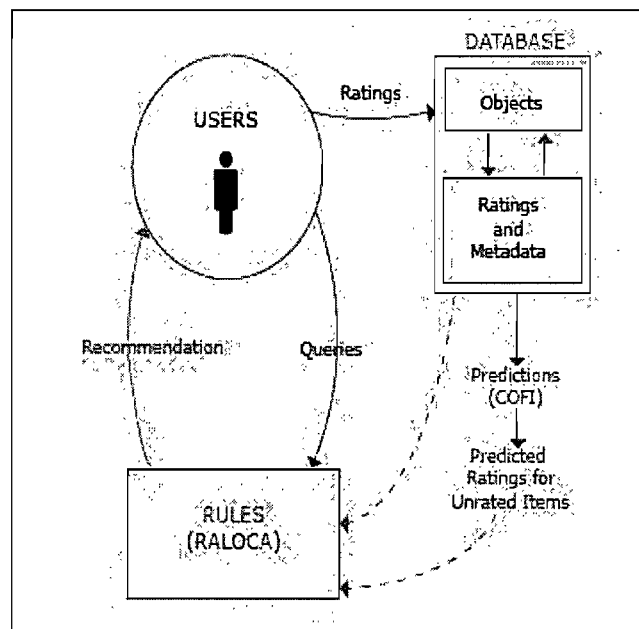 DATABASE
USERS
Ratings
Objects
Ratings
and
Metadata
Recommendation
Queries
Predictions
(COFI)
Predicted
Ratings for
Unrated Items
RULES
(RALOCA)